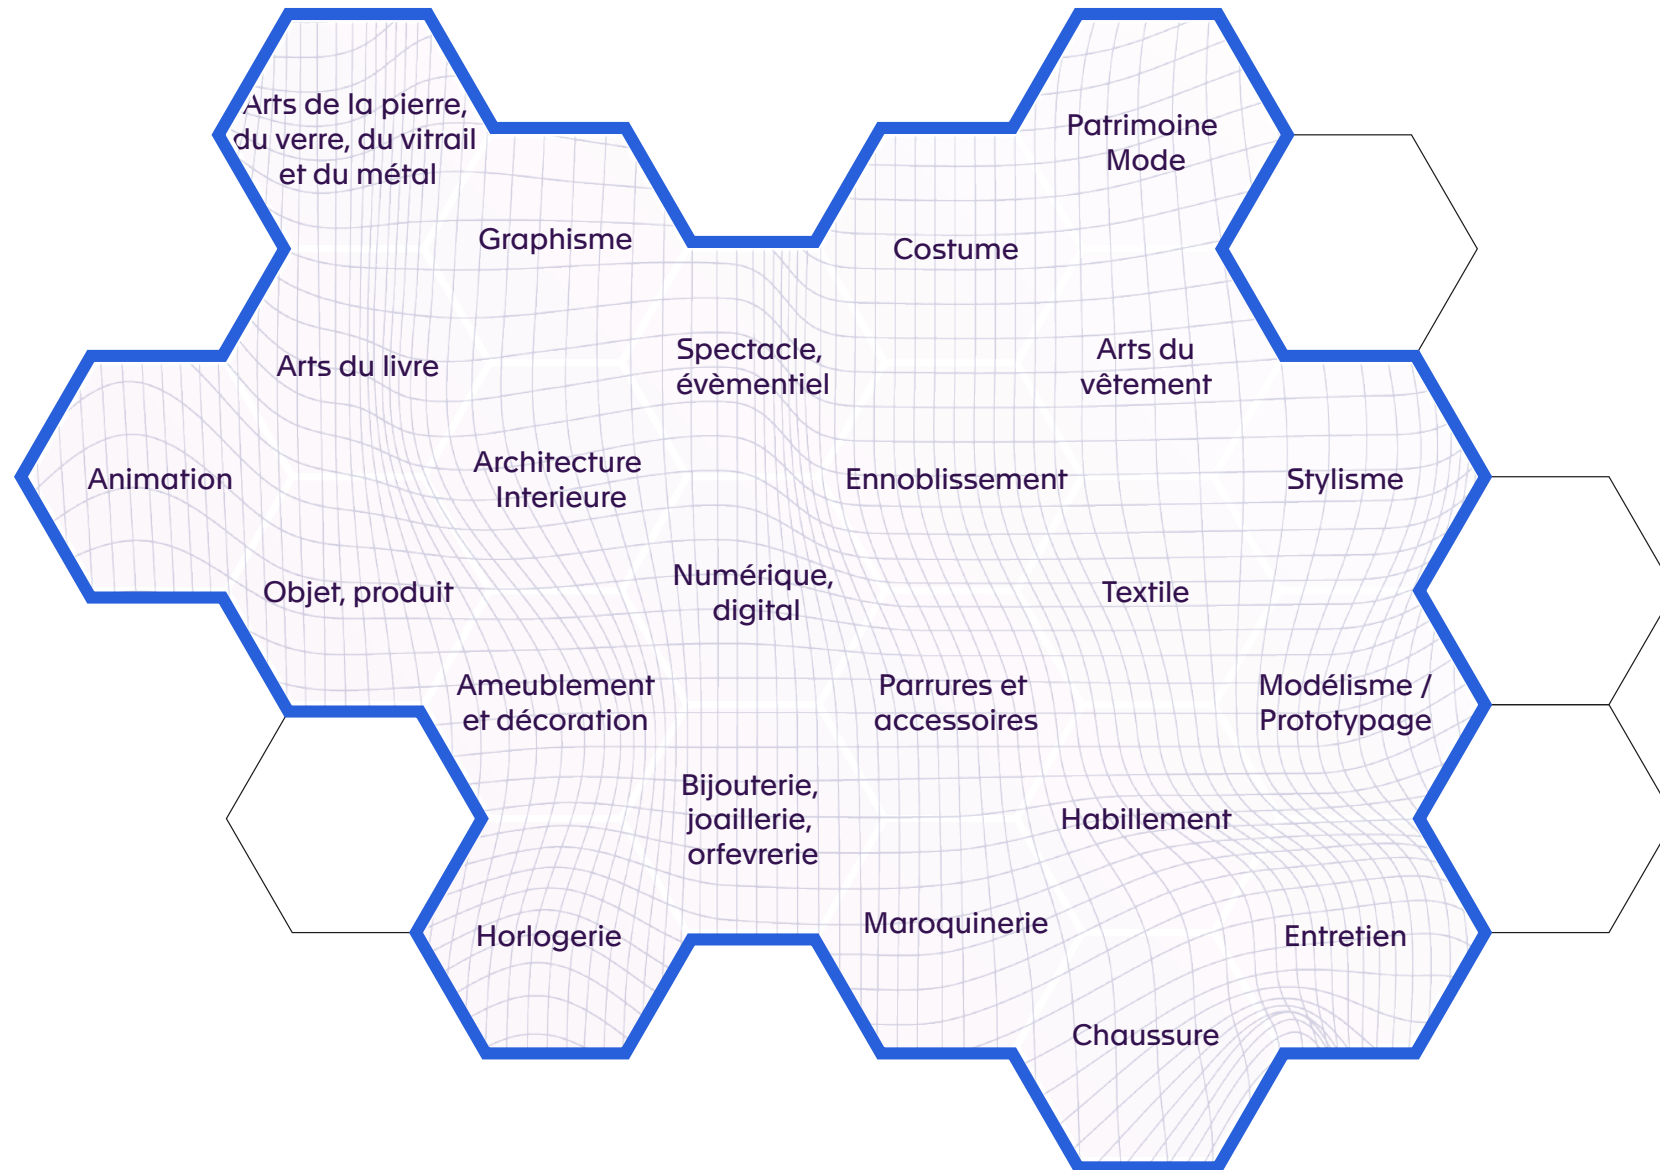 Arts de la pierre,
du verre, du vitrail
et du métal
Patrimoine
Mode
Graphisme
Costume
Arts du livre
Spectacle,
évèmentiel
Arts du
vêtement
Animation
Architecture
Interieure
Ennoblissement
Stylisme
Objet, produit
Numérique,
digital
Textile
Ameublement
et décoration
Parrures et
accessoires
Modélisme /
Prototypage
Bijouterie,
joaillerie,
orfevrerie
Habillement
Horlogerie
Maroquinerie
Entretien
Chaussure